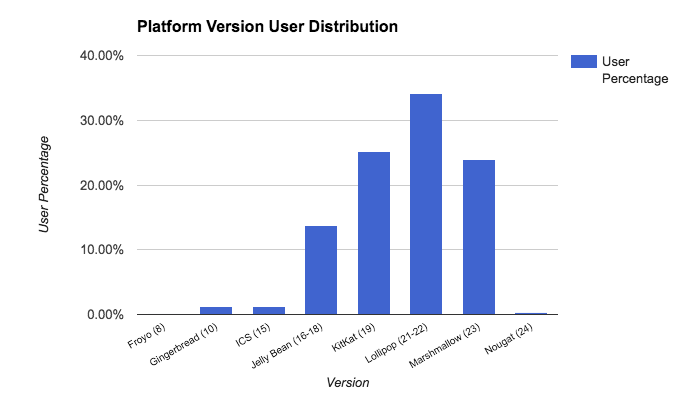 Platform Version User Distribution
40.00%
30.00%
20.00%
10.00%
0.00%
User Percentage
User
Percentage
Froyo (8)
Gingerbread (10)
ICS (15)
Jelly Bean (16-18)
KitKat (19)
Lollipop (21-22)
Marshmallow (23)
Nougat (24)
Version